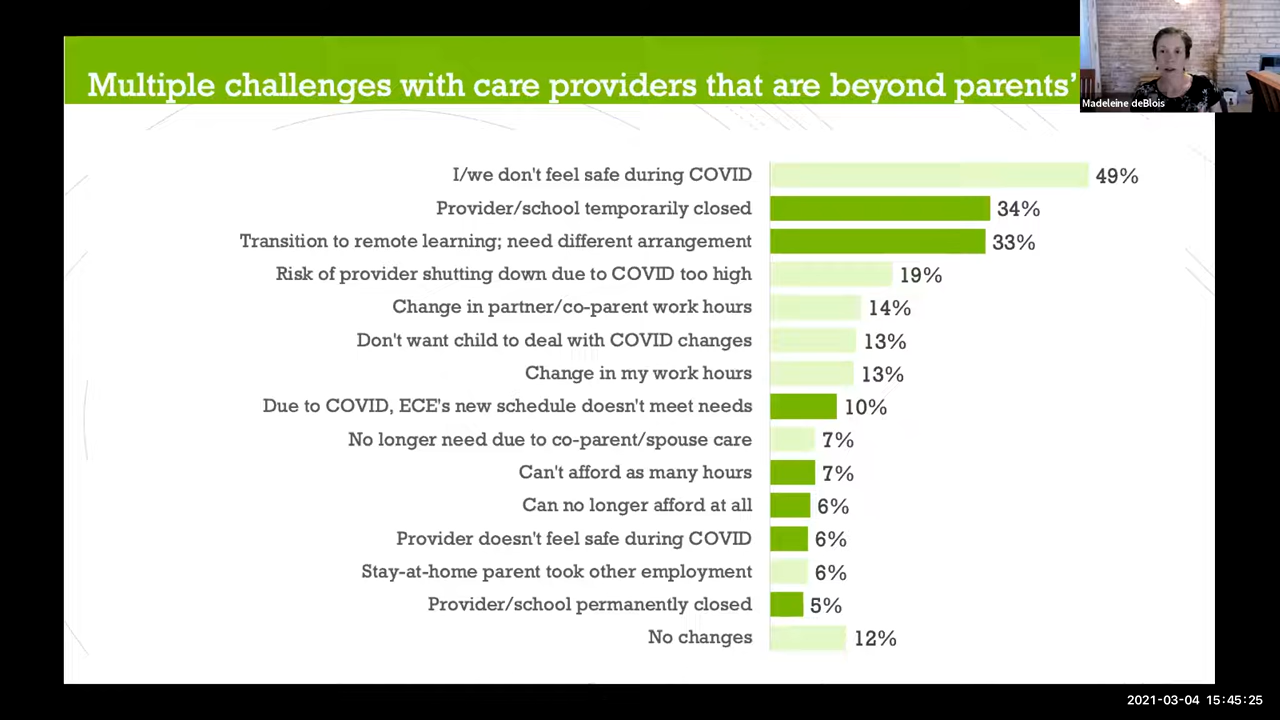 Multiple challenges with care providers that are beyond parents'
Madeleine deBlois
I/we don't feel safe during COVID 49%
Provider/school temporarily closed 34%
Transition to remote learning; need different arrangement 33%
Risk of provider shutting down due to COVID too high 19%
Change in partner/co-parent work hours 14%
Don't want child to deal with COVID changes 13%
Change in my work hours 13%
Due to COVID, ECE's new schedule doesn't meet needs 10%
No longer need due to co-parent/spouse care 7%
Can't afford as many hours 7%
Can no longer afford at all 6%
Provider doesn't feel safe during COVID 6%
Stay-at-home parent took other employment 6%
Provider/school permanently closed 5%
No changes 12%
2021-03-04 15:45:25